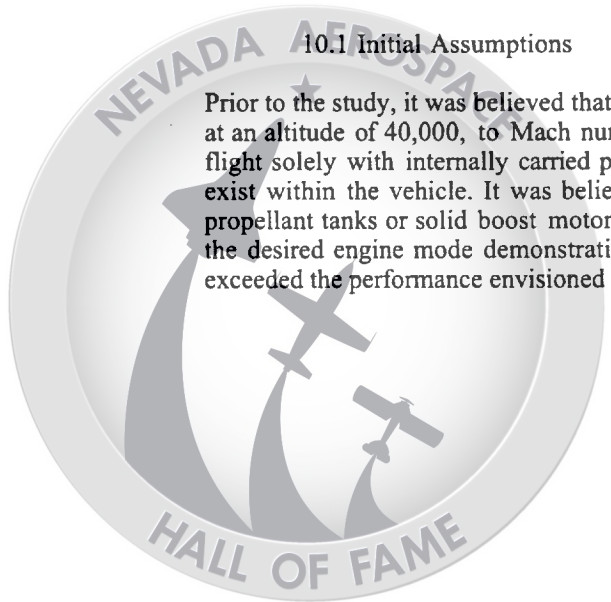 NEVADA AEROSPACE
10.1 Initial Assumptions
Prior to the study, it was believed that
at an altitude of 40,000, to Mach
flight solely with internally carried
exist within the vehicle. It was
propellant tanks or solid boost motor
the desired engine mode
exceeded the performance envisioned
HALL OF FAME